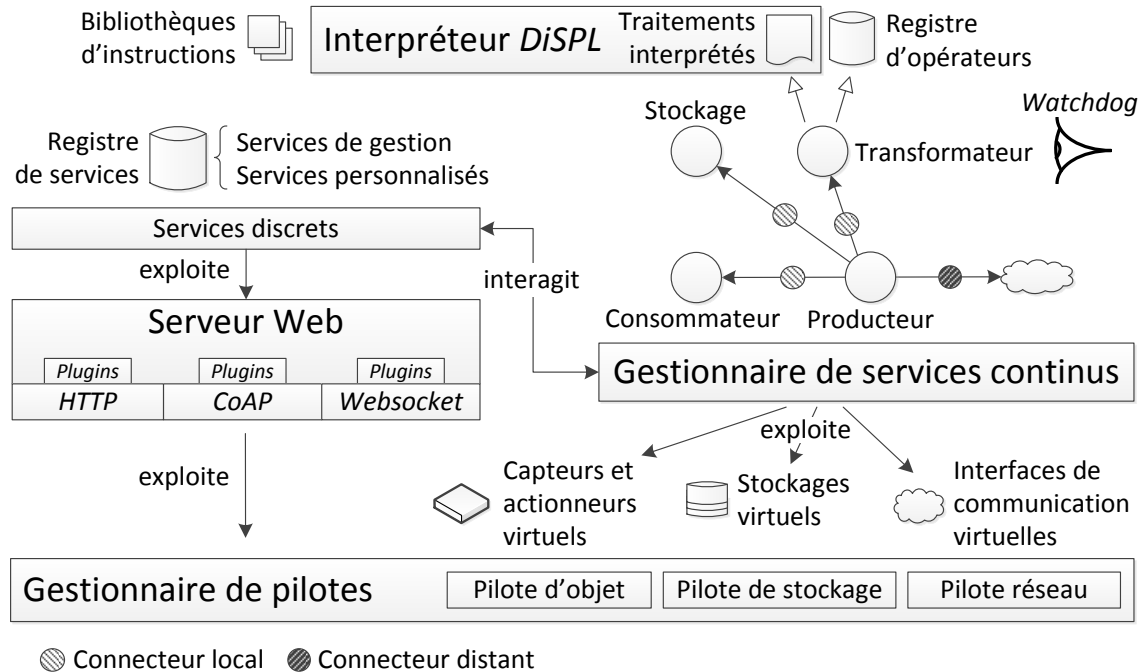 Bibliothèques
d'instructions
Interpréteur DiSPL
Traitements
interprétés
Registre
d'opérateurs
Stockage
Watchdog
Transformateur
Registre
de services
Services de gestion
Services personnalisés
Services discrets
exploite
interagit
Consommateur
Producteur
Serveur Web
Plugins
Plugins
Plugins
HTTP
CoAP
Websocket
Gestionnaire de services continus
exploite
exploite
Capteurs et
actionneurs
virtuels
Stockages
virtuels
Interfaces de
communication
virtuelles
Gestionnaire de pilotes
Pilote d'objet
Pilote de stockage
Pilote réseau
Connecteur local
Connecteur distant